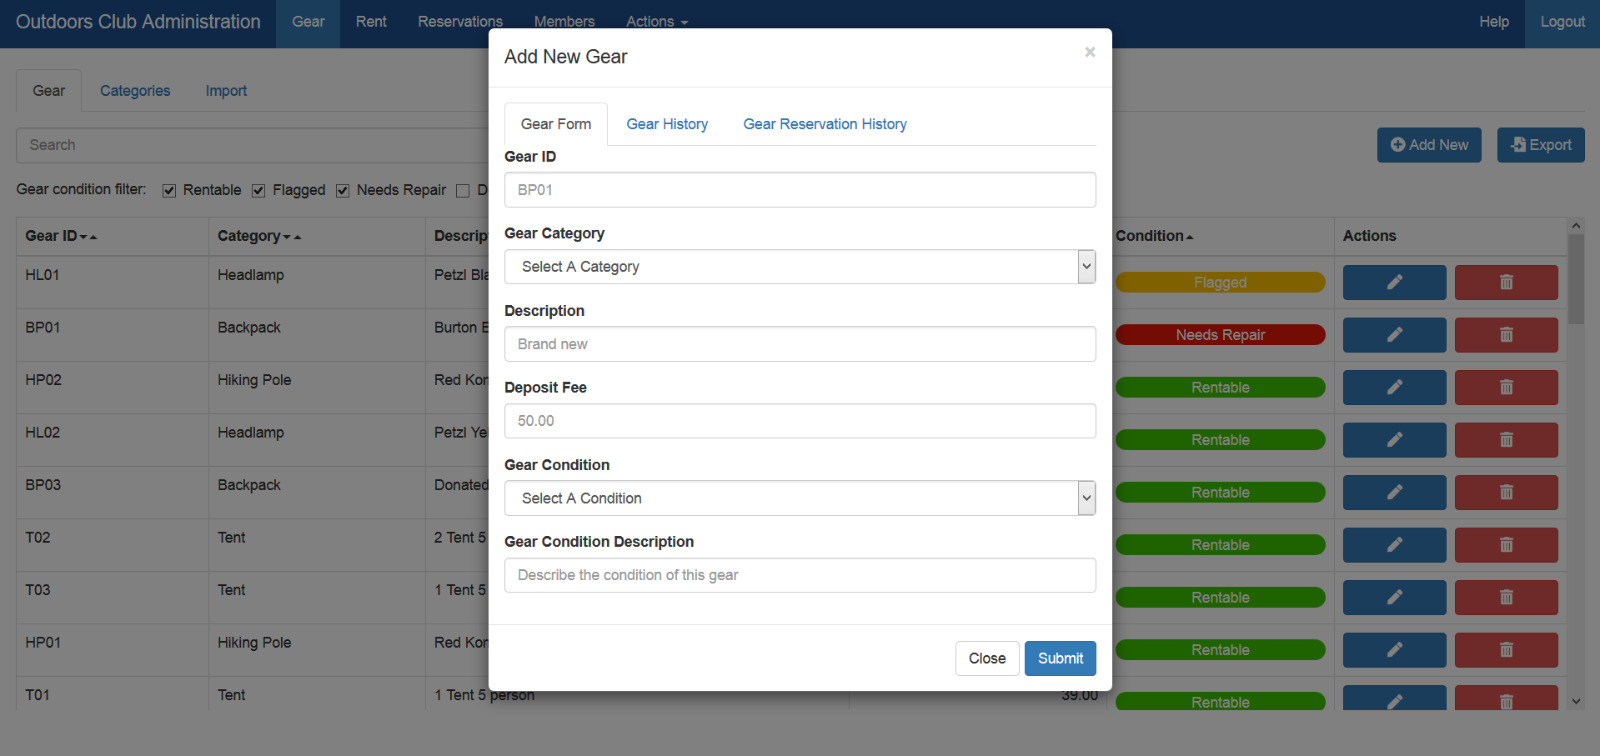 Outdoors Club Administration Gear Rent Reservations Members Actions Help Logout
Add New Gear ×
Gear Categories Import
Gear Form Gear History Gear Reservation History
Search Add New Export
Gear ID
BP01
Gear condition filter: Rentable Flagged Needs Repair D
Gear Category
Select A Category
Gear ID Category Descrip Condition Actions
HL01 Headlamp Petzl Bla Flagged
Description
Brand new
BP01 Backpack Burton Needs Repair
HP02 Hiking Pole Red Kor Rentable
Deposit Fee
50.00
HL02 Headlamp Petzl Ye Rentable
Gear Condition
Select A Condition
BP03 Backpack Donated Rentable
T02 Tent 2 Tent 5 Rentable
Gear Condition Description
Describe the condition of this gear
T03 Tent 1 Tent 5 Rentable
HP01 Hiking Pole Red Kor Rentable
Close Submit
T01 Tent 1 Tent 5 person 39.00 Rentable